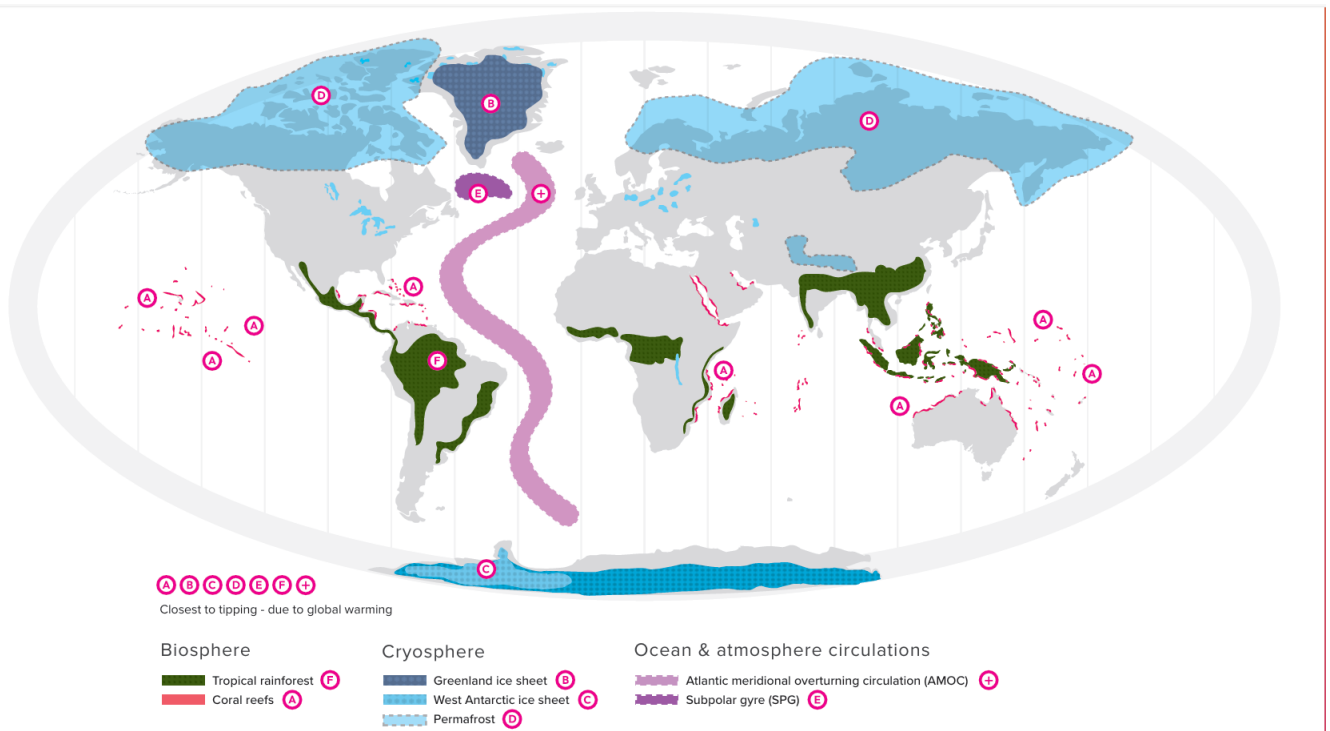 D
B
D
E
+
A
A
A
A
A
F
A
A
A
C
A B C D E F +
Closest to tipping - due to global warming
Biosphere
Tropical rainforest F
Coral reefs A
Cryosphere
Greenland ice sheet B
West Antarctic ice sheet C
Permafrost D
Ocean & atmosphere circulations
Atlantic meridional overturning circulation (AMOC) +
Subpolar gyre (SPG) E